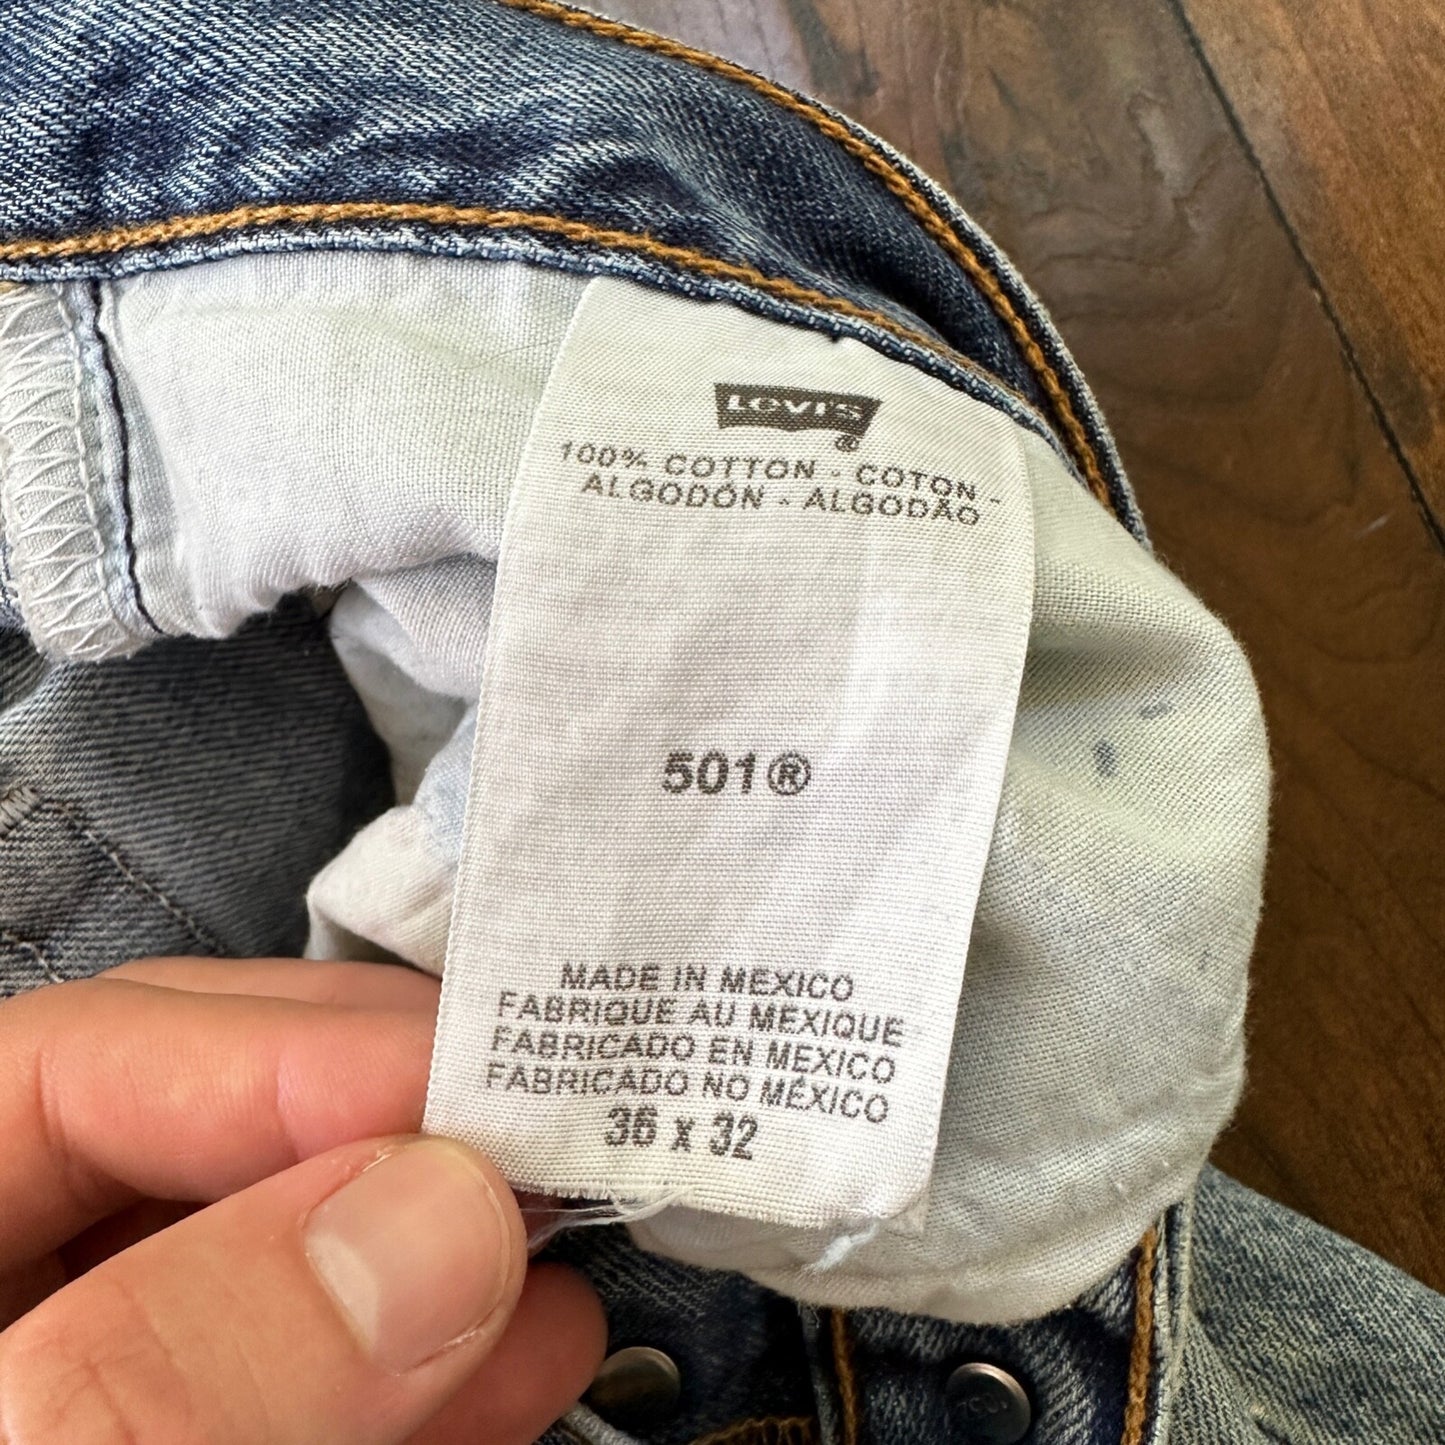 LEVI'S®
100% COTTON - COTON -
ALGODÓN - ALGODÃO
501®
MADE IN MEXICO
FABRIQUE AU MEXIQUE
FABRICADO EN MEXICO
FABRICADO NO MÉXICO
36 x 32